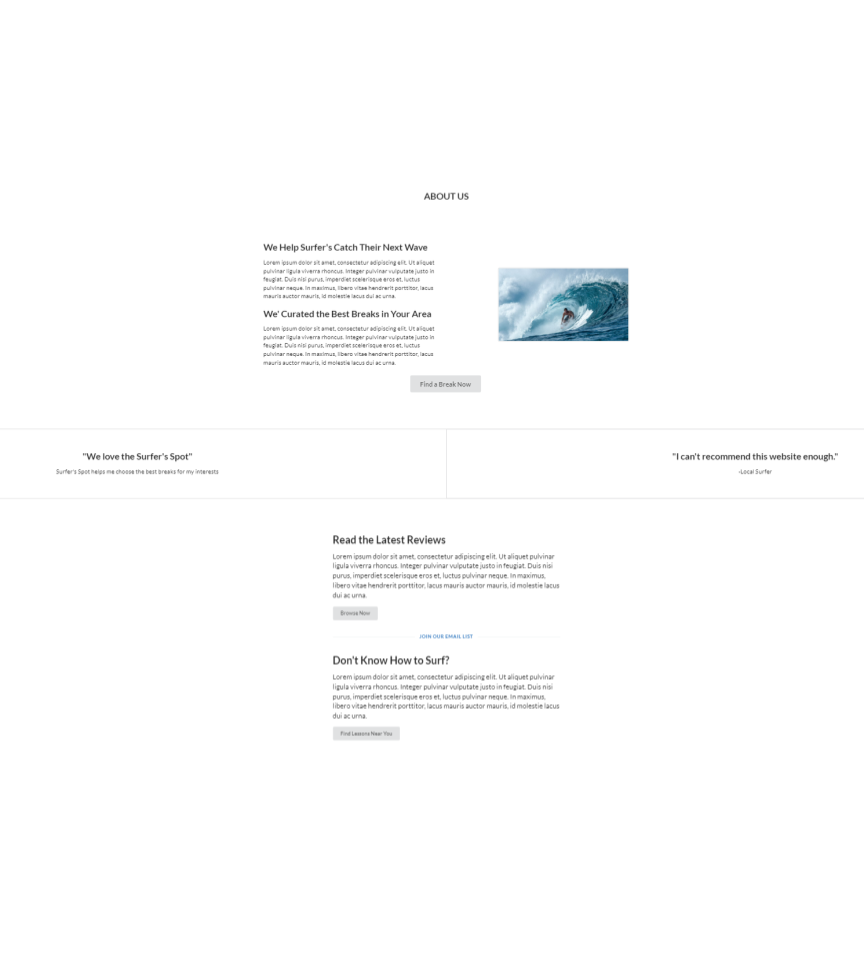 ABOUT US
We Help Surfer's Catch Their Next Wave
Lorem ipsum dolor sit amet, consectetur adipiscing elit. Ut aliquet
pulvinar ligula viverra rhoncus. Integer pulvinar vulputate justo in
feugiat. Duis nisi purus, imperdiet scelerisque eros et, luctus
pulvinar neque. In maximus, libero vitae hendrerit porttitor, lacus
mauris auctor mauris, id molestie lacus dui ac urna.
We' Curated the Best Breaks in Your Area
Lorem ipsum dolor sit amet, consectetur adipiscing elit. Ut aliquet
pulvinar ligula viverra rhoncus. Integer pulvinar vulputate justo in
feugiat. Duis nisi purus, imperdiet scelerisque eros et, luctus
pulvinar neque. In maximus, libero vitae hendrerit porttitor, lacus
mauris auctor mauris, id molestie lacus dui ac urna.
Find a Break Now
"We love the Surfer's Spot"
Surfer's Spot helps me choose the best breaks for my interests
"I can't recommend this website enough."
-Local Surfer
Read the Latest Reviews
Lorem ipsum dolor sit amet, consectetur adipiscing elit. Ut aliquet pulvinar
ligula viverra rhoncus. Integer pulvinar vulputate justo in feugiat. Duis nisi
purus, imperdiet scelerisque eros et, luctus pulvinar neque. In maximus,
libero vitae hendrerit porttitor, lacus mauris auctor mauris, id molestie lacus
dui ac urna.
Browse Now
JOIN OUR EMAIL LIST
Don't Know How to Surf?
Lorem ipsum dolor sit amet, consectetur adipiscing elit. Ut aliquet pulvinar
ligula viverra rhoncus. Integer pulvinar vulputate justo in feugiat. Duis nisi
purus, imperdiet scelerisque eros et, luctus pulvinar neque. In maximus,
libero vitae hendrerit porttitor, lacus mauris auctor mauris, id molestie lacus
dui ac urna.
Find Lessons Near You